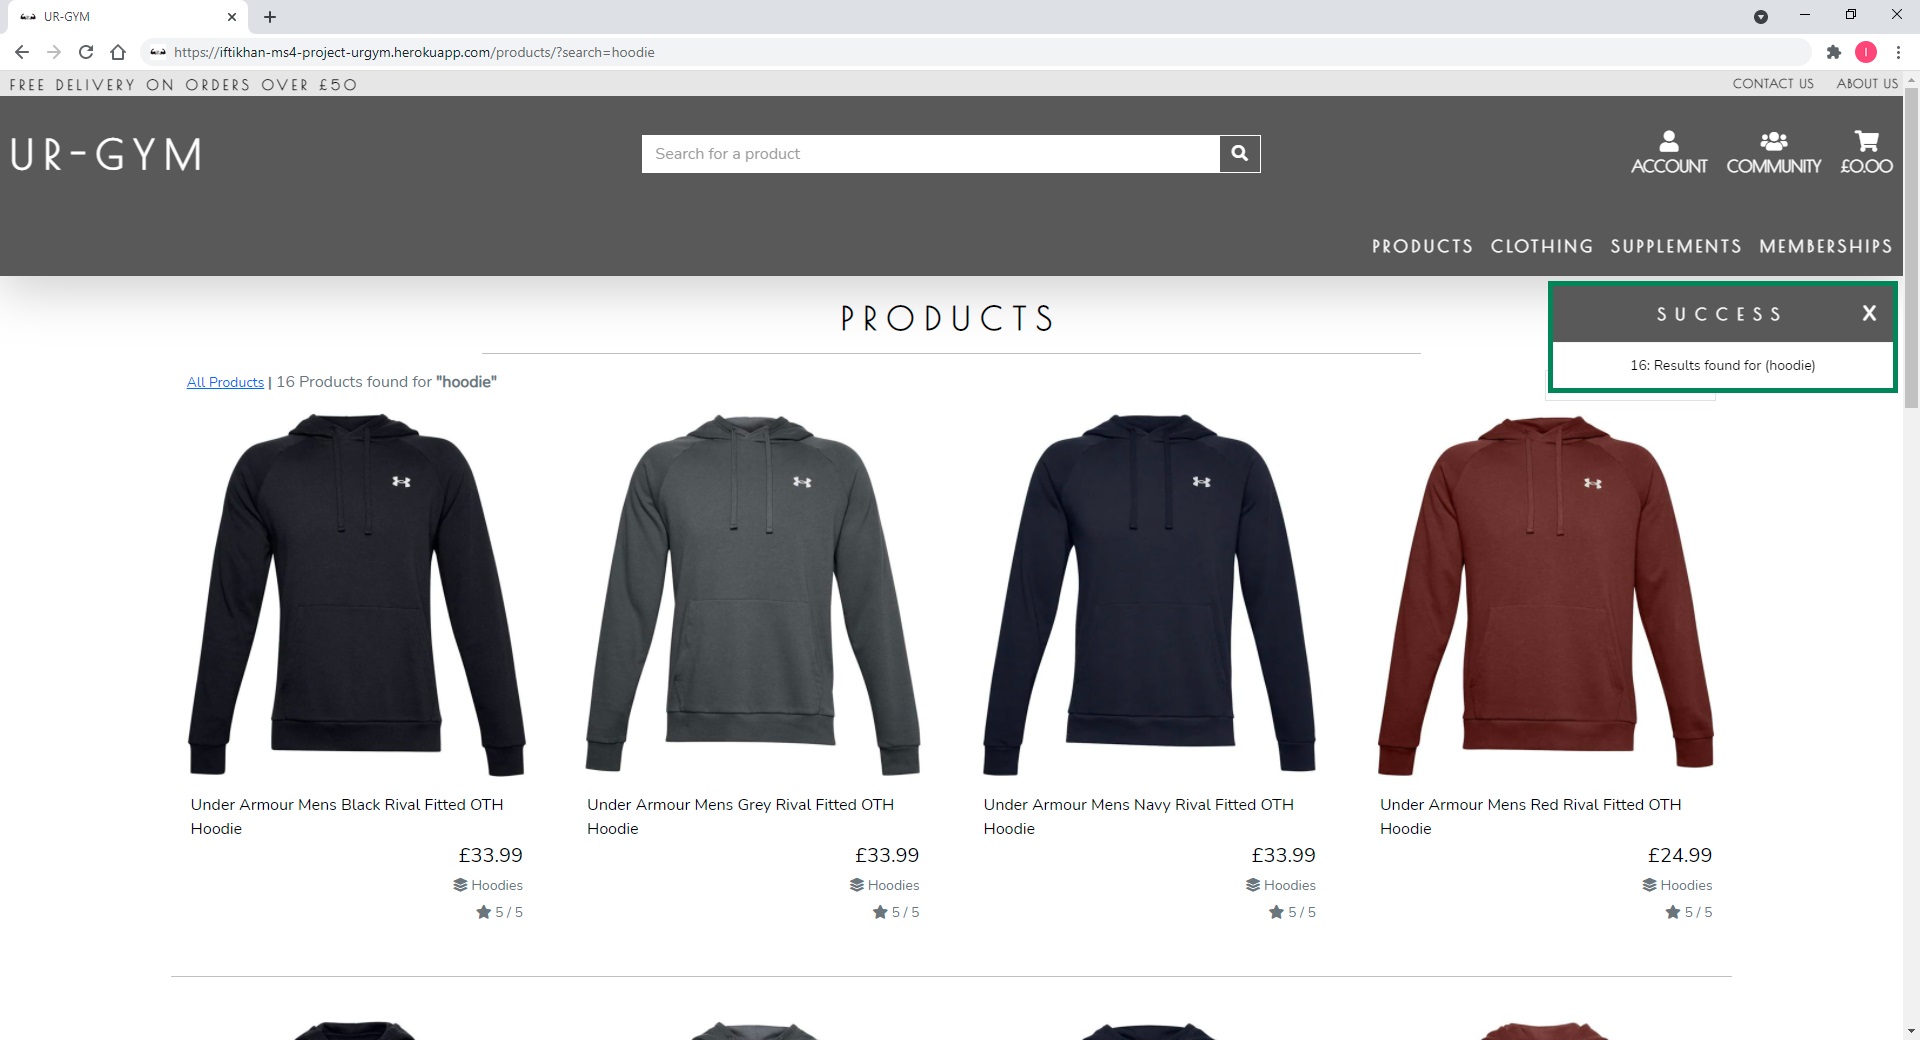 UR-GYM
https://iftikhan-ms4-project-urgym.herokuapp.com/products/?search=hoodie
I
FREE DELIVERY ON ORDERS OVER £50
CONTACT US ABOUT US
UR-GYM
Search for a product
ACCOUNT COMMUNITY £0.00
PRODUCTS CLOTHING SUPPLEMENTS MEMBERSHIPS
PRODUCTS
SUCCESS X
16: Results found for (hoodie)
All Products | 16 Products found for "hoodie"
Under Armour Mens Black Rival Fitted OTH
Hoodie
£33.99
Hoodies
5 / 5
Under Armour Mens Grey Rival Fitted OTH
Hoodie
£33.99
Hoodies
5 / 5
Under Armour Mens Navy Rival Fitted OTH
Hoodie
£33.99
Hoodies
5 / 5
Under Armour Mens Red Rival Fitted OTH
Hoodie
£24.99
Hoodies
5 / 5